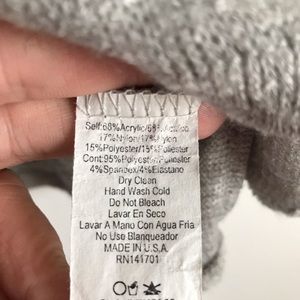 Self:68%Acrylic/68%Acrilico
17%Nylon/17%Nylon
15%Polyester/15%Poliester
Cont:95%Polyester/Poliester
4%Spandex/4%Elastano
Dry Clean
Hand Wash Cold
Do Not Bleach
Lavar En Seco
Lavar A Mano Con Agua Fria
No Use Blanqueador
MADE IN U.S.A.
RN141701